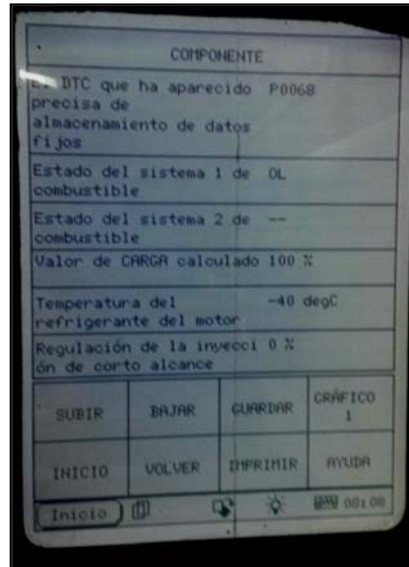 COMPONENTE
DTC que ha aparecido P0068
precisa de
almacenamiento de datos
fijos
Estado del sistema 1 de OL
combustible
Estado del sistema 2 de --
combustible
Valor de CARGA calculado 100 %
Temperatura del -40 degC
refrigerante del motor
Regulación de la inyecci 0 %
ón de corto alcance
SUBIR BAJAR GUARDAR GRÁFICO
1
INICIO VOLVER IMPRIMIR AYUDA
Inicio 08:08